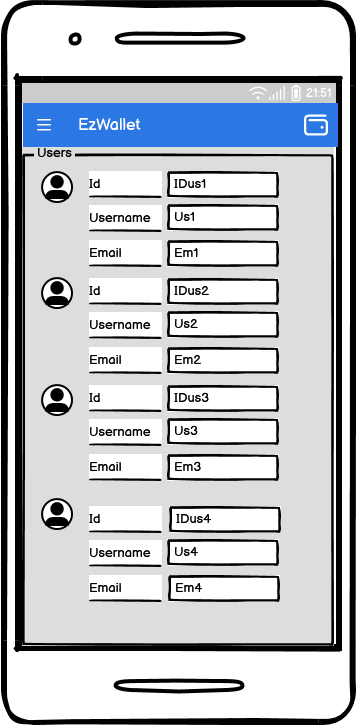 21:51
EzWallet
Users
Id IDus1
Username Us1
Email Em1
Id IDus2
Username Us2
Email Em2
Id IDus3
Username Us3
Email Em3
Id IDus4
Username Us4
Email Em4